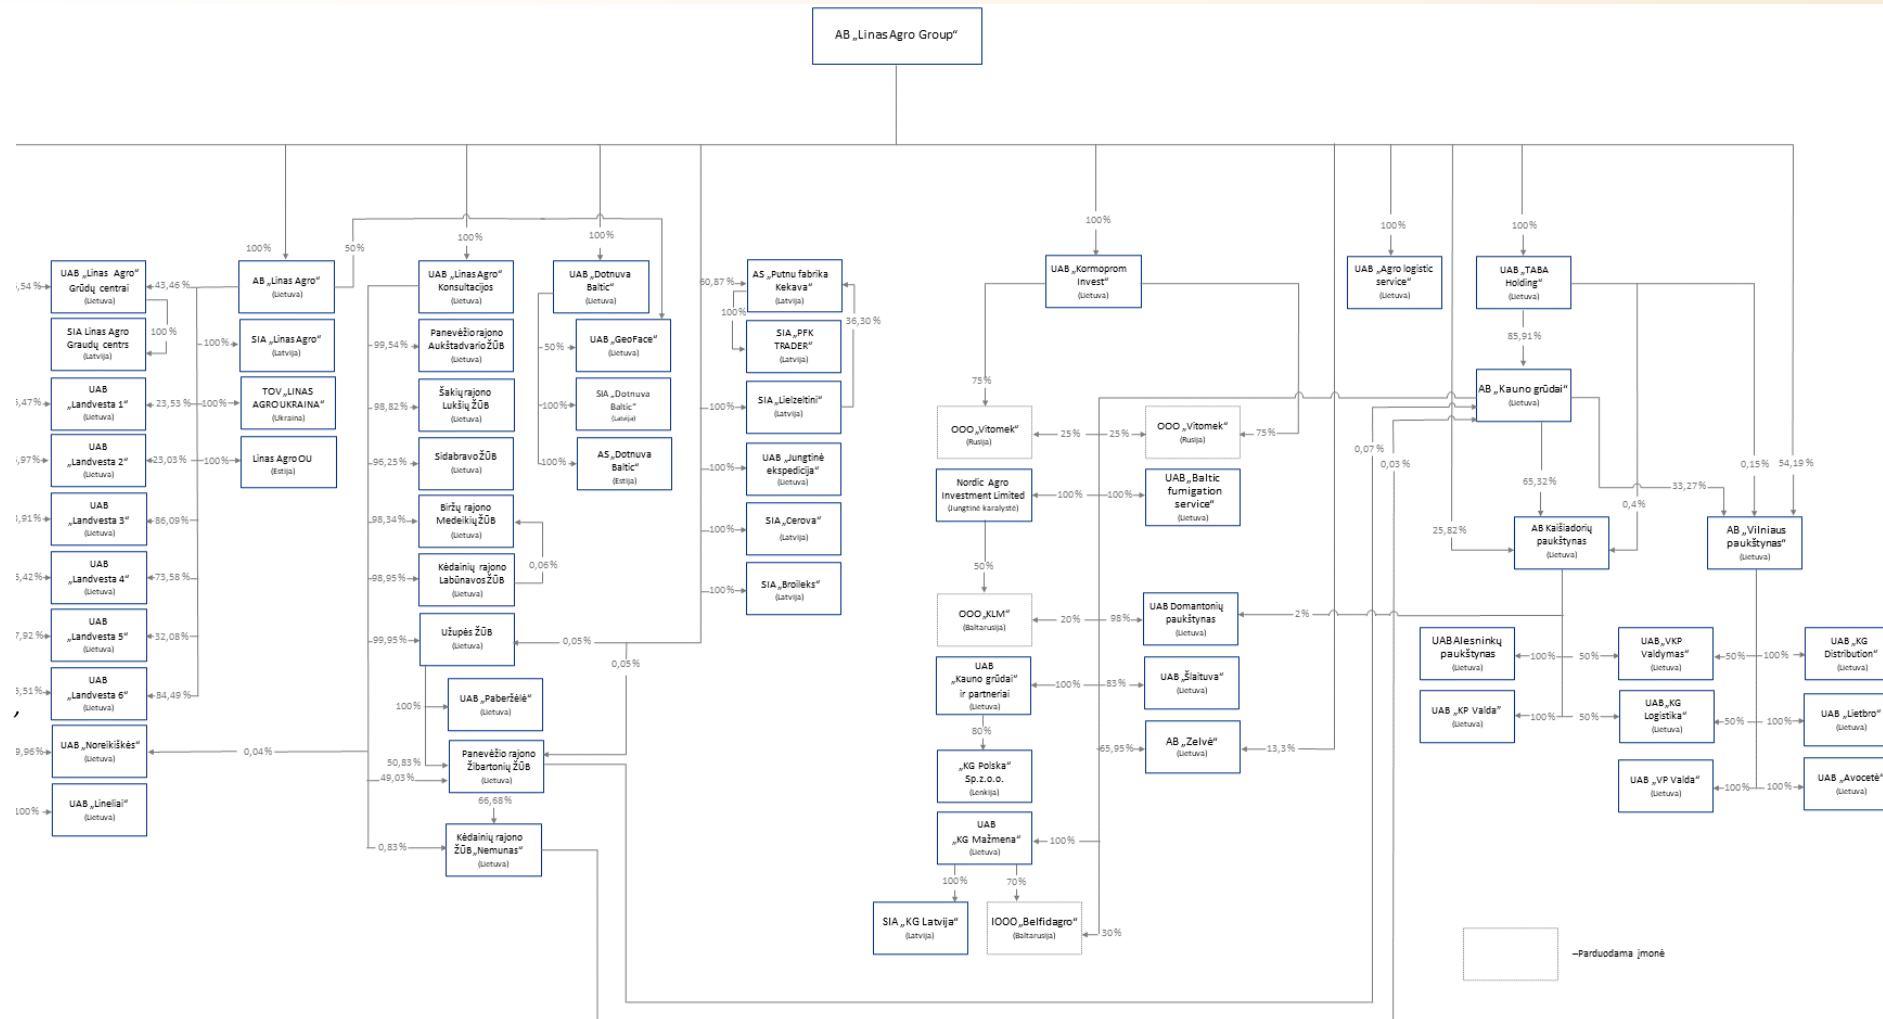 AB „Linas Agro Group“
100%
50%
100%
100%
100%
100%
100%
UAB „Linas Agro“
Grūdų centrai
(Lietuva)
43,46%
100%
SIA Linas Agro
Graudų centrs
(Latvija)
UAB
„Landvesta 1“
(Lietuva)
23,53%
UAB
„Landvesta 2“
(Lietuva)
23,03%
UAB
„Landvesta 3“
(Lietuva)
86,09%
UAB
„Landvesta 4“
(Lietuva)
73,58%
UAB
„Landvesta 5“
(Lietuva)
32,08%
UAB
„Landvesta 6“
(Lietuva)
84,49%
UAB „Noreikiškės“
(Lietuva)
0,04%
100%
UAB „Lineliai“
(Lietuva)
AB „Linas Agro“
(Lietuva)
100%
SIA „Linas Agro“
(Latvija)
100%
TOV „LINAS
AGRO UKRAINA“
(Ukraina)
100%
Linas Agro OU
(Estija)
UAB „Linas Agro“
Konsultacijos
(Lietuva)
99,54%
Panevėžio rajono
Aukštadvario ŽŪB
(Lietuva)
98,82%
Šakių rajono
Lukšių ŽŪB
(Lietuva)
96,25%
Sidabravo ŽŪB
(Lietuva)
98,34%
Biržų rajono
Medeikių ŽŪB
(Lietuva)
98,95%
Kėdainių rajono
Labūnavos ŽŪB
(Lietuva)
0,06%
99,95%
Užupės ŽŪB
(Lietuva)
0,05%
0,05%
100%
UAB „Paberžėlė“
(Lietuva)
50,83%
49,03%
Panevėžio rajono
Žibartonių ŽŪB
(Lietuva)
66,68%
0,83%
Kėdainių rajono
ŽŪB „Nemunas“
(Lietuva)
UAB „Dotnuva
Baltic“
(Lietuva)
50%
UAB „GeoFace“
(Lietuva)
100%
SIA „Dotnuva
Baltic“
(Latvija)
100%
AS „Dotnuva
Baltic“
(Estija)
60,87%
AS „Putnu fabrika
Kekava“
(Latvija)
100%
36,30%
SIA „PFK
TRADER“
(Latvija)
100%
SIA „Lielzeltini“
(Latvija)
100%
UAB „Jungtinė
ekspedicija“
(Lietuva)
100%
SIA „Cerova“
(Latvija)
100%
SIA „Broileks“
(Latvija)
UAB „Kormoprom
Invest“
(Lietuva)
75%
OOO „Vitomek“
(Rusija)
25%
25%
OOO „Vitomek“
(Rusija)
75%
Nordic Agro
Investment Limited
(Jungtinė karalystė)
100%
100%
UAB „Baltic
fumigation
service“
(Lietuva)
50%
OOO „KLM“
(Baltarusija)
20%
98%
UAB Domantonių
paukštynas
(Lietuva)
2%
UAB
„Kauno grūdai“
ir partneriai
(Lietuva)
100%
83%
UAB „Šlaituva“
(Lietuva)
80%
„KG Polska“
Sp.z.o.o.
(Lenkija)
65,95%
AB „Zelvė“
(Lietuva)
13,3%
UAB
„KG Mažmena“
(Lietuva)
100%
100%
70%
SIA „KG Latvija“
(Latvija)
IOOO „Belfidagro“
(Baltarusija)
30%
UAB „Agro logistic
service“
(Lietuva)
UAB „TABA
Holding“
(Lietuva)
85,91%
AB „Kauno grūdai“
(Lietuva)
0,07%
0,03%
65,32%
25,82%
0,4%
33,27%
0,15%
54,19%
AB Kaišiadorių
paukštynas
(Lietuva)
AB „Vilniaus
paukštynas“
(Lietuva)
UAB Alesninkų
paukštynas
(Lietuva)
100%
50%
UAB „VKP
Valdymas“
(Lietuva)
50%
100%
UAB „KG
Distribution“
(Lietuva)
UAB „KP Valda“
(Lietuva)
100%
50%
UAB „KG
Logistika“
(Lietuva)
50%
100%
UAB „Lietbro“
(Lietuva)
UAB „VP Valda“
(Lietuva)
100%
100%
UAB „Avocetė“
(Lietuva)
–Parduodama įmonė